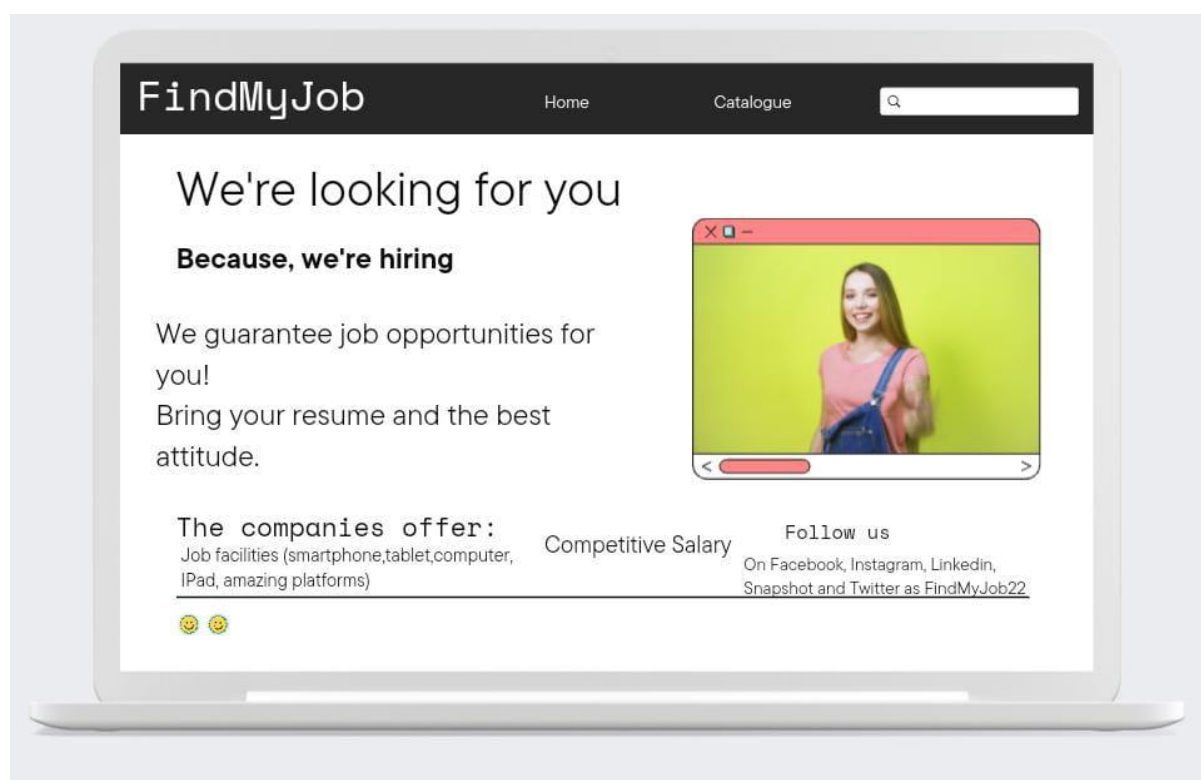 FindMyJob
Home
Catalogue
We're looking for you
Because, we're hiring
We guarantee job opportunities for
you!
Bring your resume and the best
attitude.
The companies offer:
Job facilities (smartphone,tablet,computer,
IPad, amazing platforms)
Competitive Salary
Follow us
On Facebook, Instagram, Linkedin,
Snapshot and Twitter as FindMyJob22